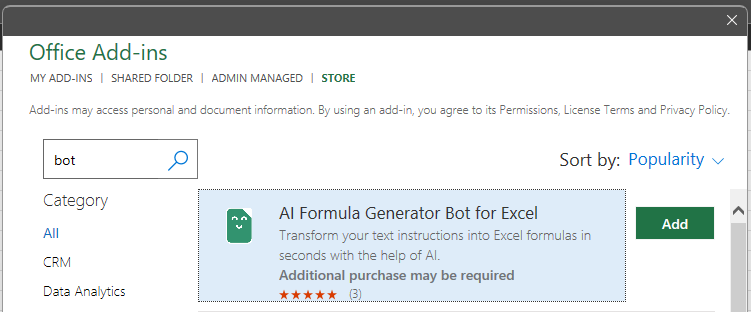 Office Add-ins
MY ADD-INS | SHARED FOLDER | ADMIN MANAGED | STORE
Add-ins may access personal and document information. By using an add-in, you agree to its Permissions, License Terms and Privacy Policy.
bot
Sort by: Popularity
Category
All
CRM
Data Analytics
AI Formula Generator Bot for Excel
Transform your text instructions into Excel formulas in
seconds with the help of AI.
Additional purchase may be required
(3)
Add